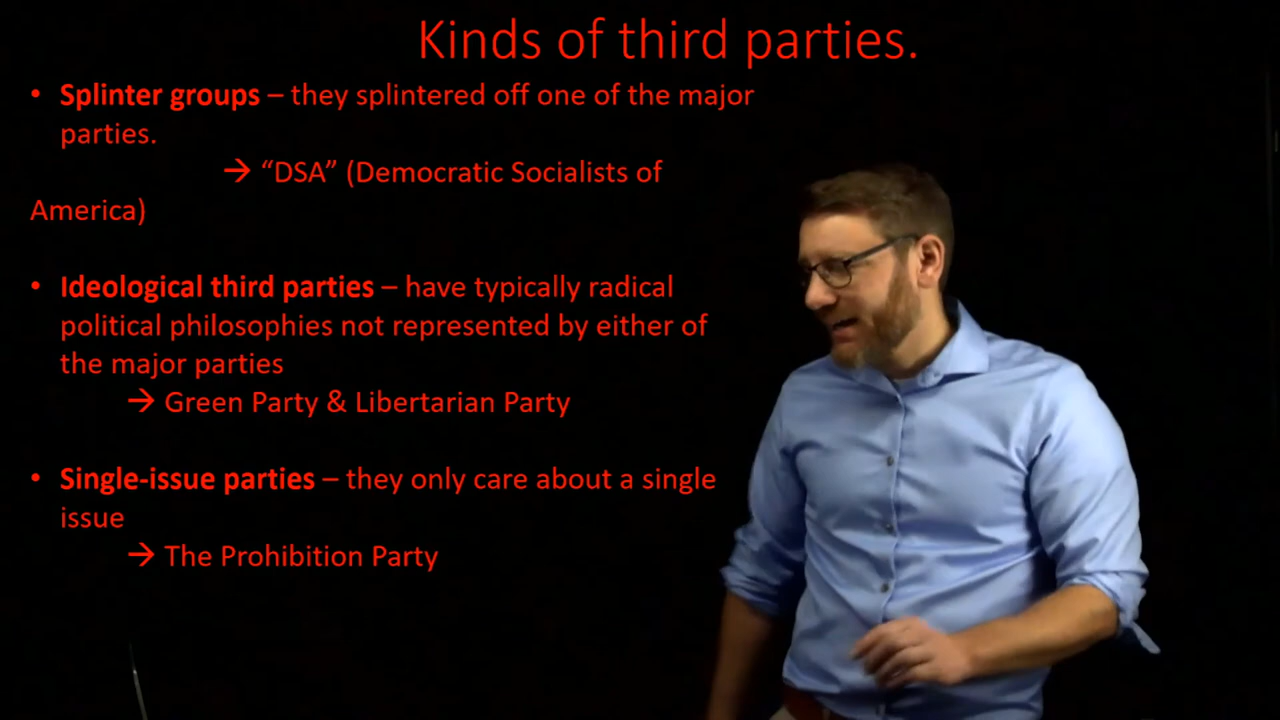 Kinds of third parties.
• Splinter groups – they splintered off one of the major
parties.
→ “DSA” (Democratic Socialists of
America)
• Ideological third parties – have typically radical
political philosophies not represented by either of
the major parties
→ Green Party & Libertarian Party
• Single-issue parties – they only care about a single
issue
→ The Prohibition Party